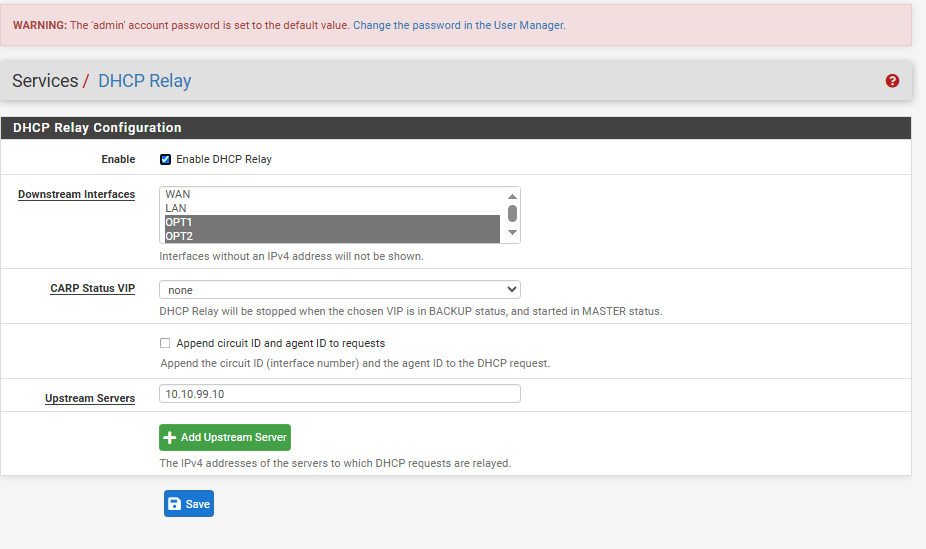 WARNING: The 'admin' account password is set to the default value. Change the password in the User Manager.
Services / DHCP Relay
DHCP Relay Configuration
Enable
Enable DHCP Relay
Downstream Interfaces
WAN
LAN
OPT1
OPT2
Interfaces without an IPv4 address will not be shown.
CARP Status VIP
none
DHCP Relay will be stopped when the chosen VIP is in BACKUP status, and started in MASTER status.
Append circuit ID and agent ID to requests
Append the circuit ID (interface number) and the agent ID to the DHCP request.
Upstream Servers
10.10.99.10
Add Upstream Server
The IPv4 addresses of the servers to which DHCP requests are relayed.
Save